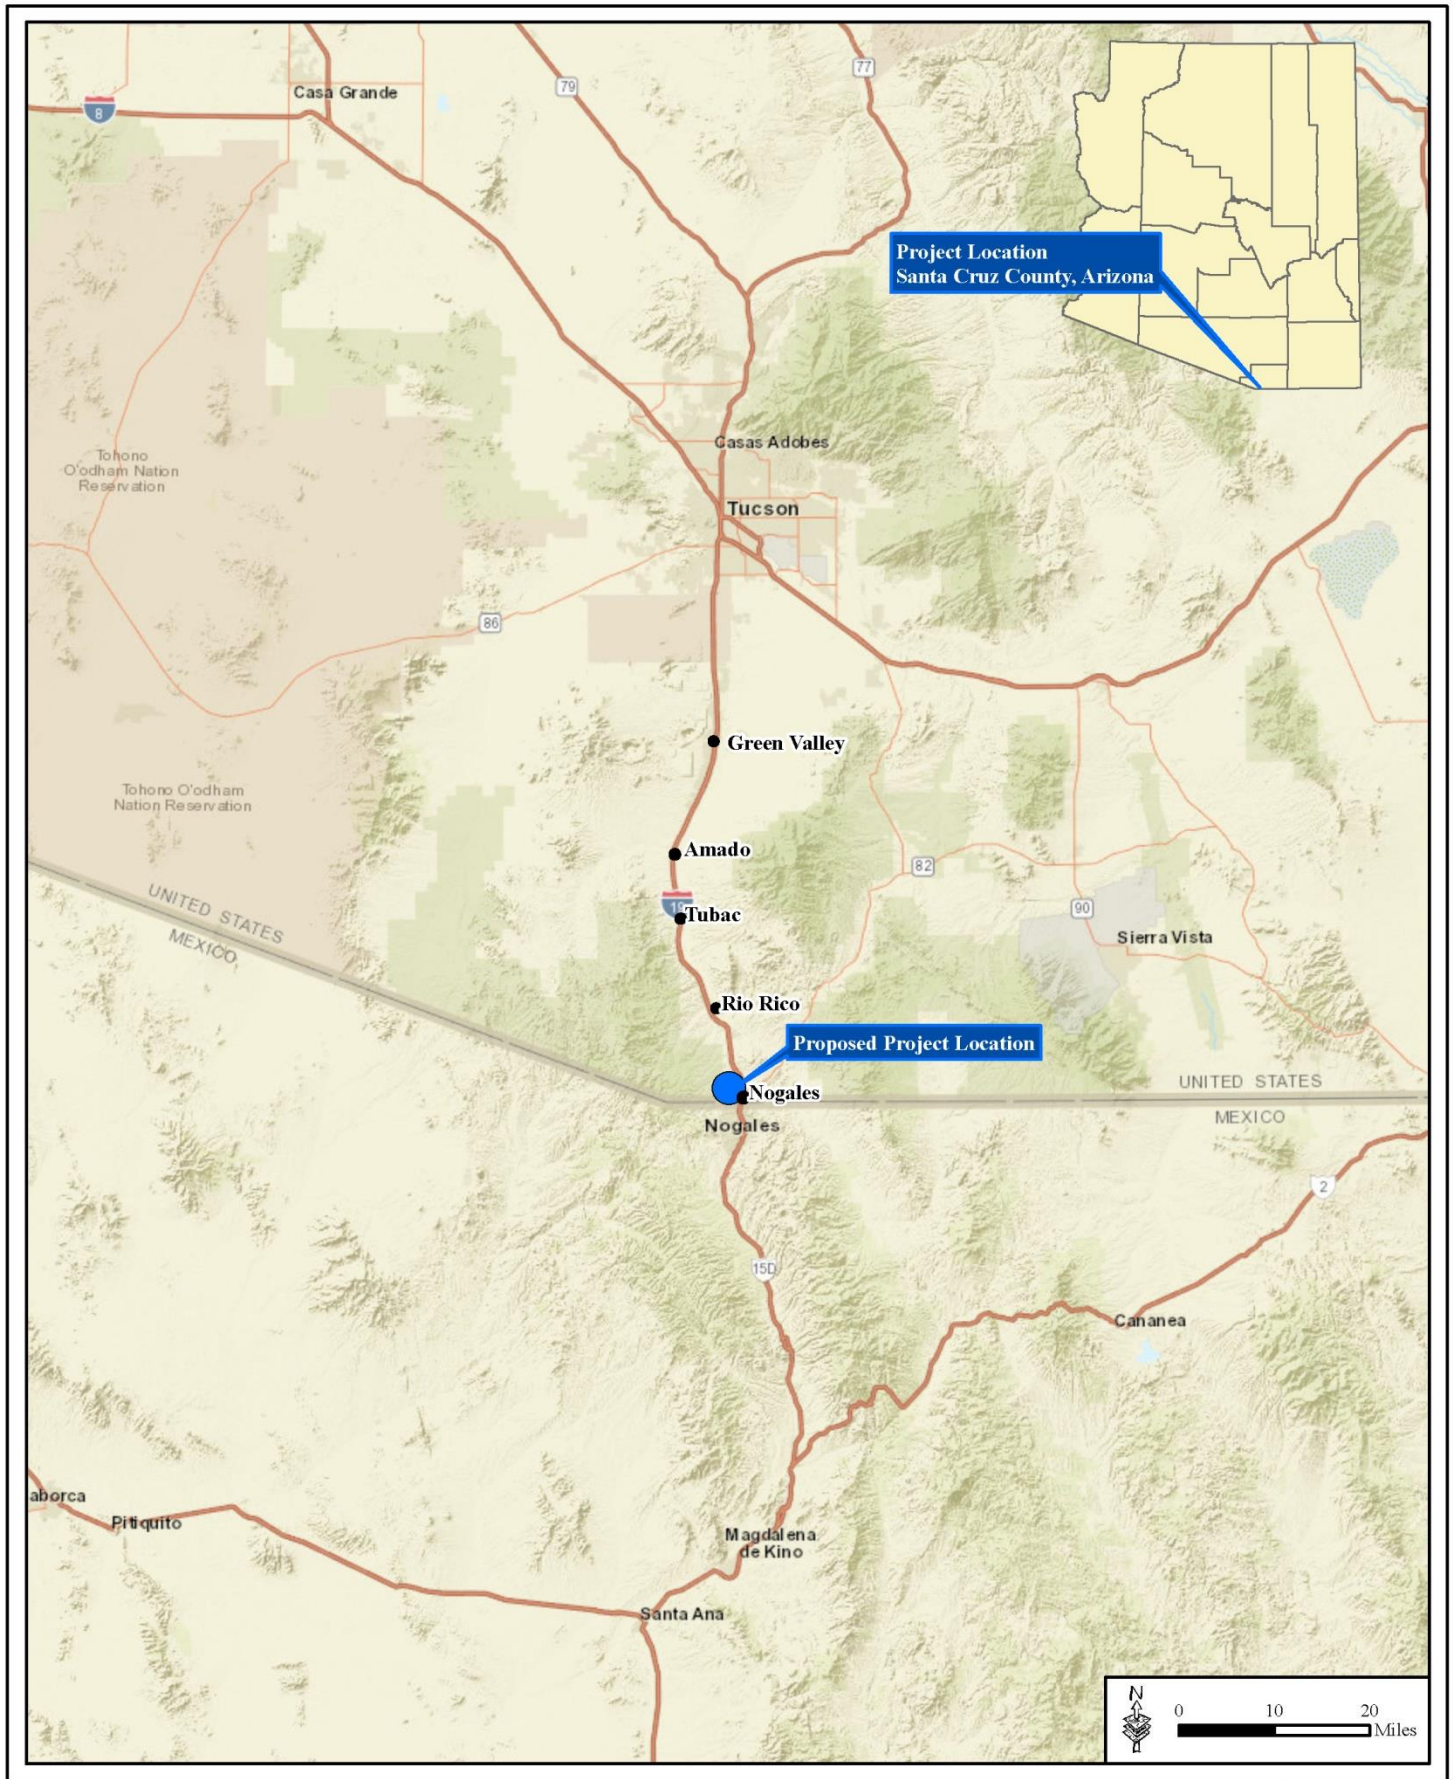 Casa Grande
8
79
77
Project Location
Santa Cruz County, Arizona
Casas Adobes
Tohono
O'odham Nation
Reservation
Tucson
86
Green Valley
Tohono O'odham
Nation Reservation
Amado
82
19
Tubac
90
UNITED STATES
MEXICO
Sierra Vista
Rio Rico
Proposed Project Location
Nogales
UNITED STATES
Nogales
MEXICO
2
15D
Cananea
aborca
Pitiquito
Magdalena
de Kino
Santa Ana
N
0 10 20
Miles